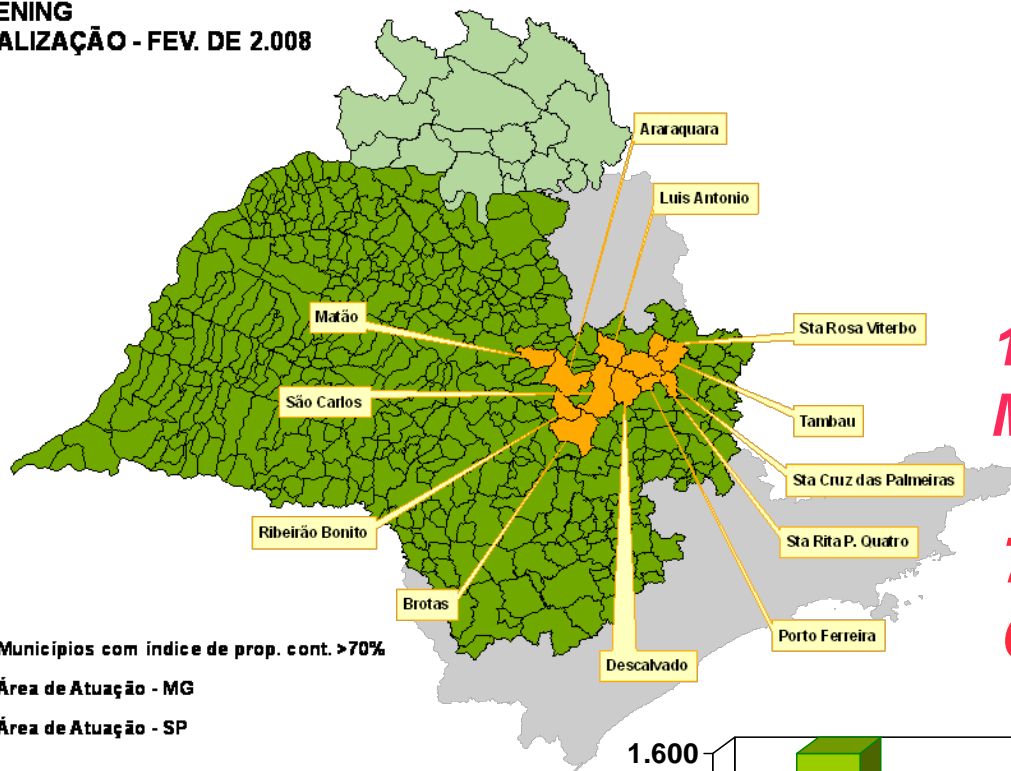 ENING
ALIZAÇÃO - FEV. DE 2.008
Araraquara
Luis Antonio
Matão
Sta Rosa Viterbo
São Carlos
Tambau
Sta Cruz das Palmeiras
Ribeirão Bonito
Sta Rita P. Quatro
Brotas
Porto Ferreira
Descalvado
Municípios com índice de prop. cont. >70%
Área de Atuação - MG
Área de Atuação - SP
1.600